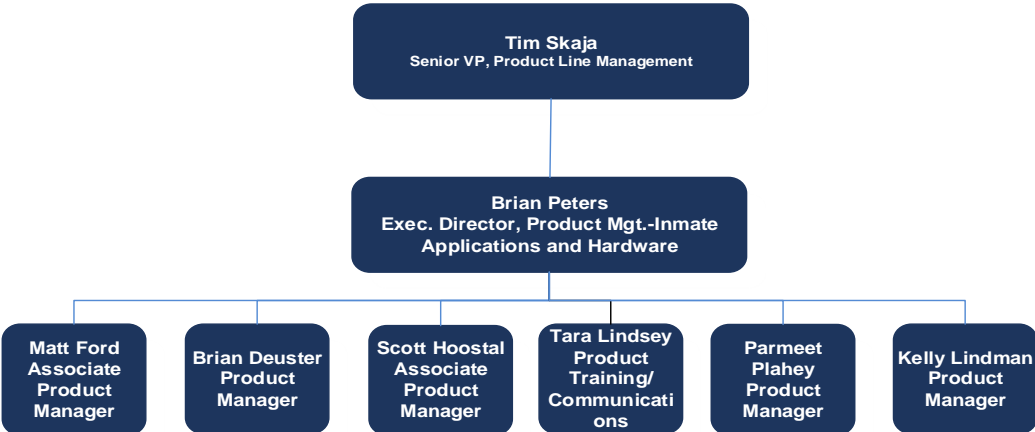 Tim Skaja
Senior VP, Product Line Management
Brian Peters
Exec. Director, Product Mgt.-Inmate
Applications and Hardware
Matt Ford
Associate
Product
Manager
Brian Deuster
Product
Manager
Scott Hoostal
Associate
Product
Manager
Tara Lindsey
Product
Training/
Communicati
ons
Parmeet
Plahey
Product
Manager
Kelly Lindman
Product
Manager